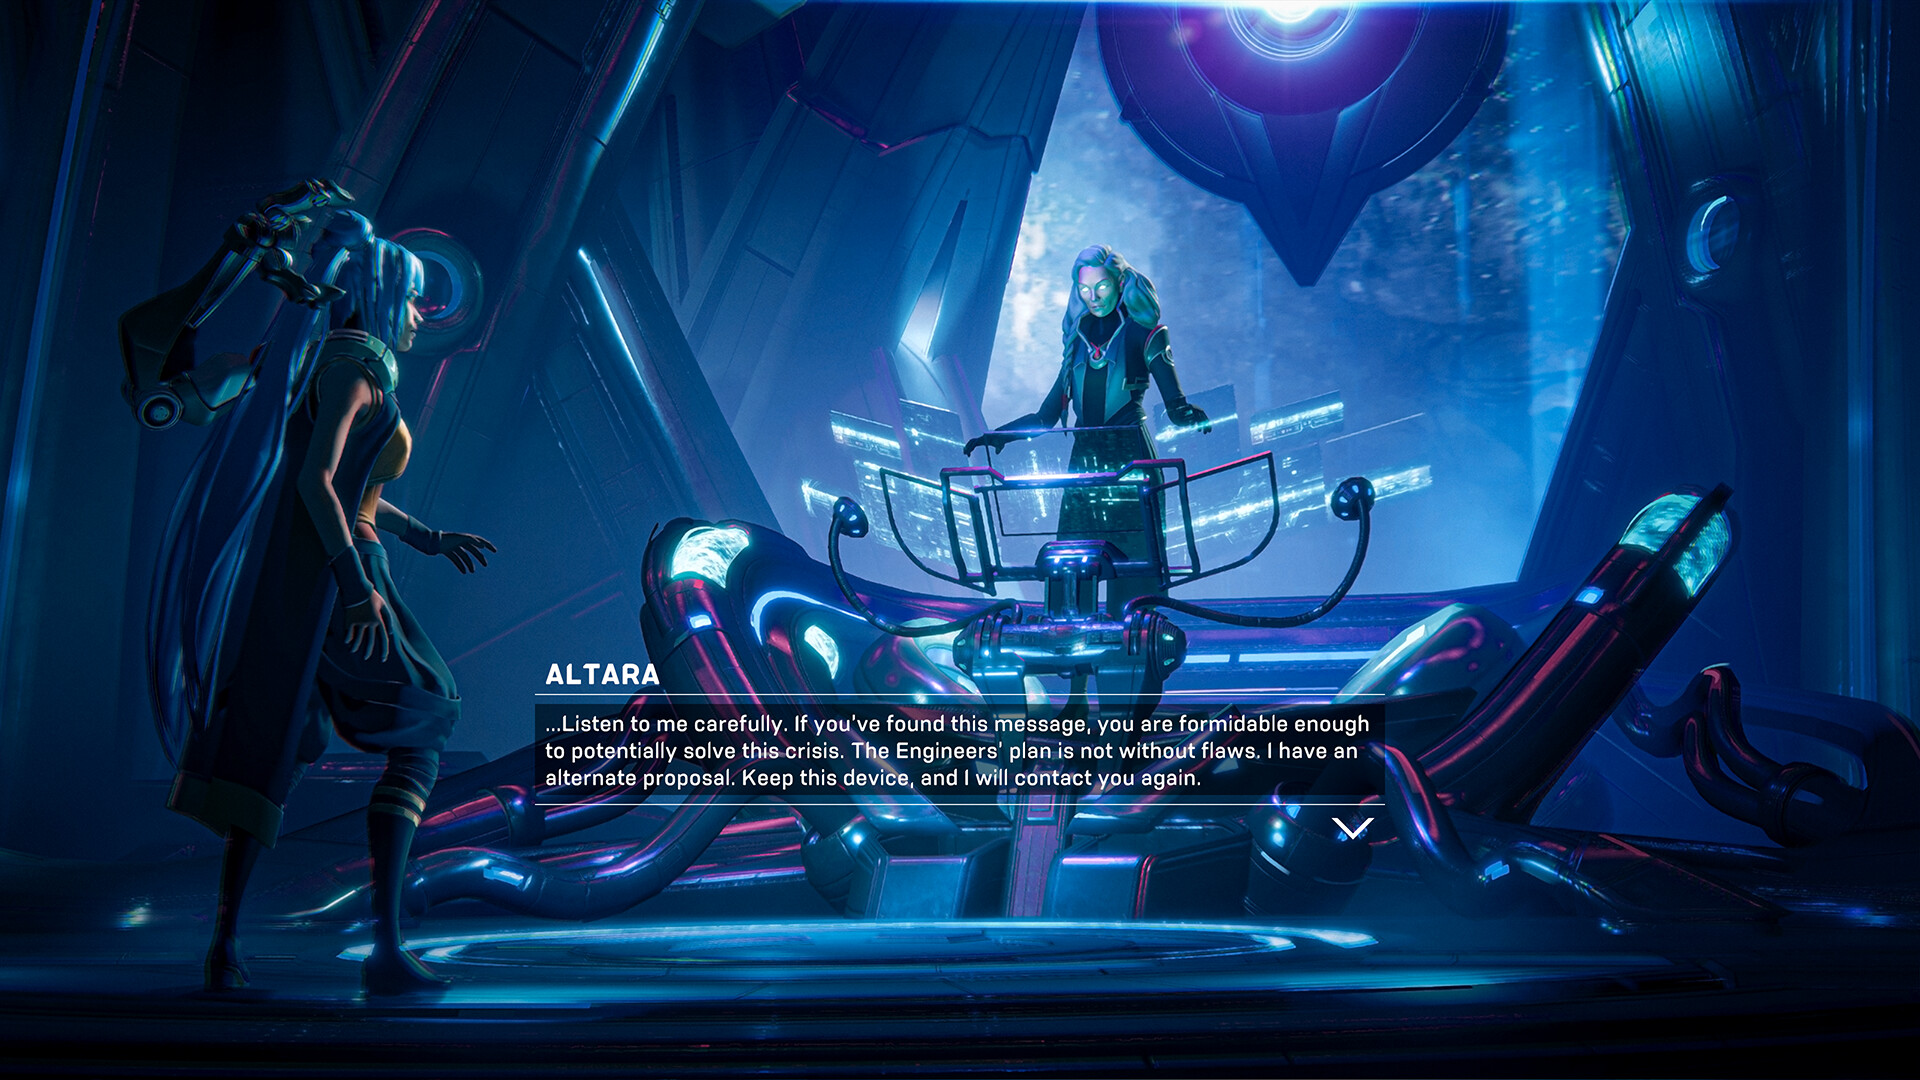 ALTARA
...Listen to me carefully. If you've found this message, you are formidable enough
to potentially solve this crisis. The Engineers' plan is not without flaws. I have an
alternate proposal. Keep this device, and I will contact you again.